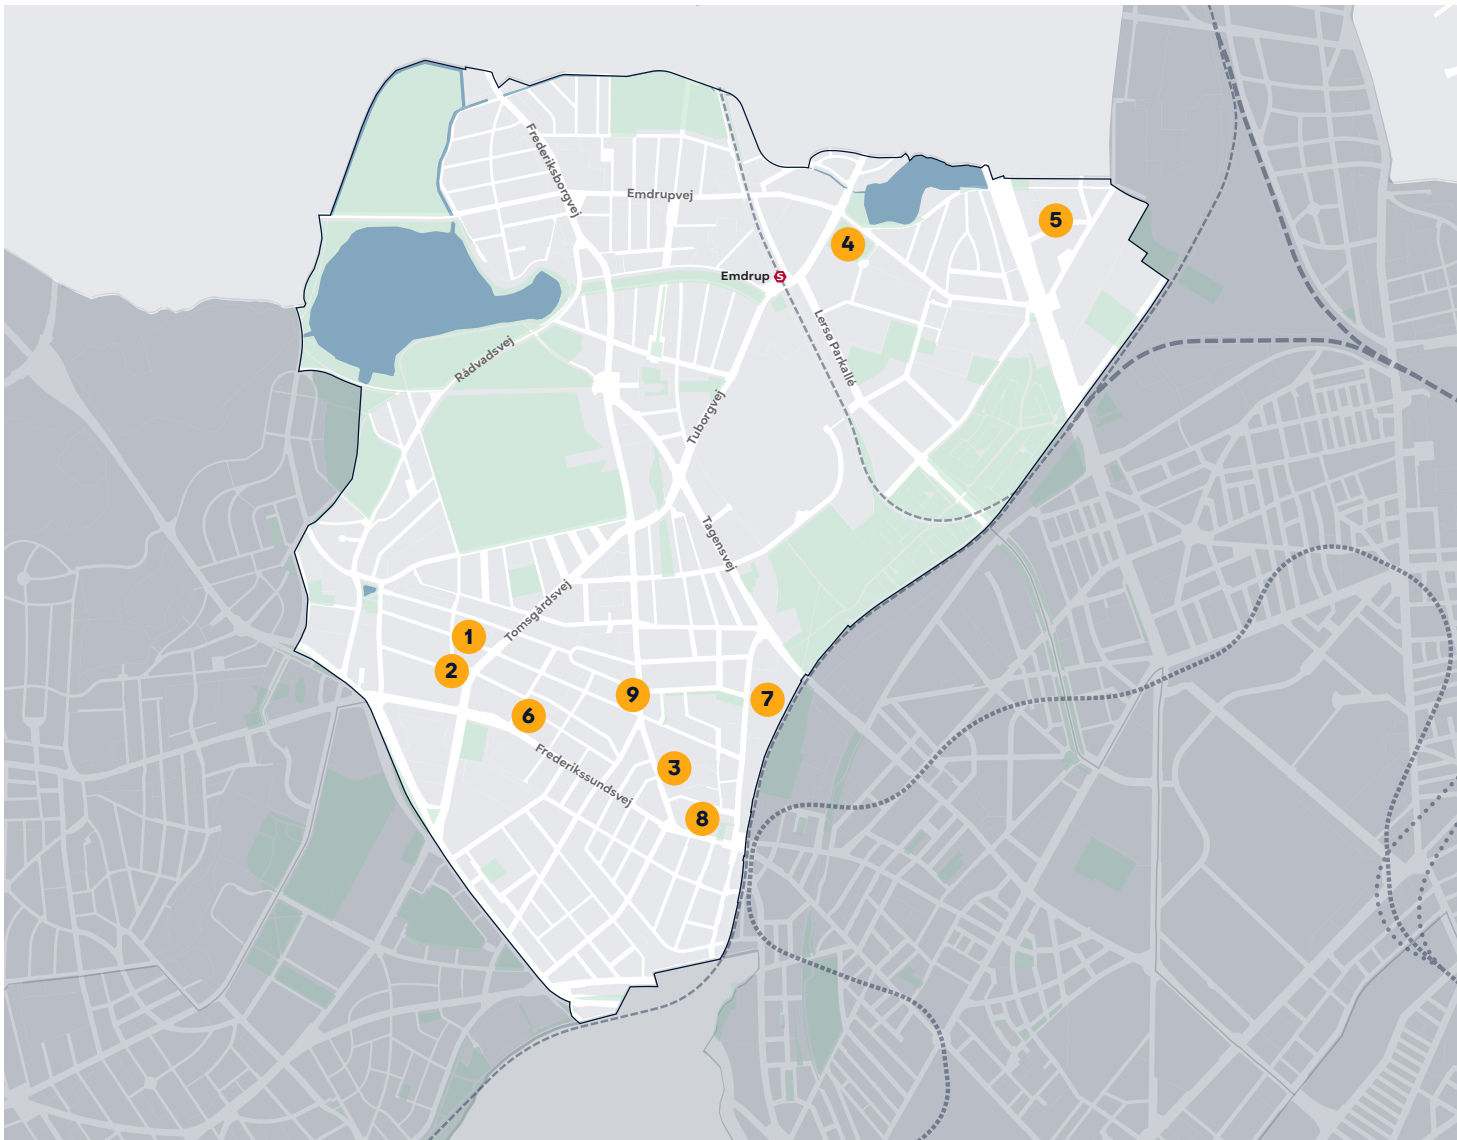 Frederiksborgvej
Emdrupvej
5
4
Emdrup S
Lersø Parkallé
Rådvadsvej
Tuborgvej
Tagensvej
Tomsgårdsvej
1
2
9
7
6
3
Frederikssundsvej
8